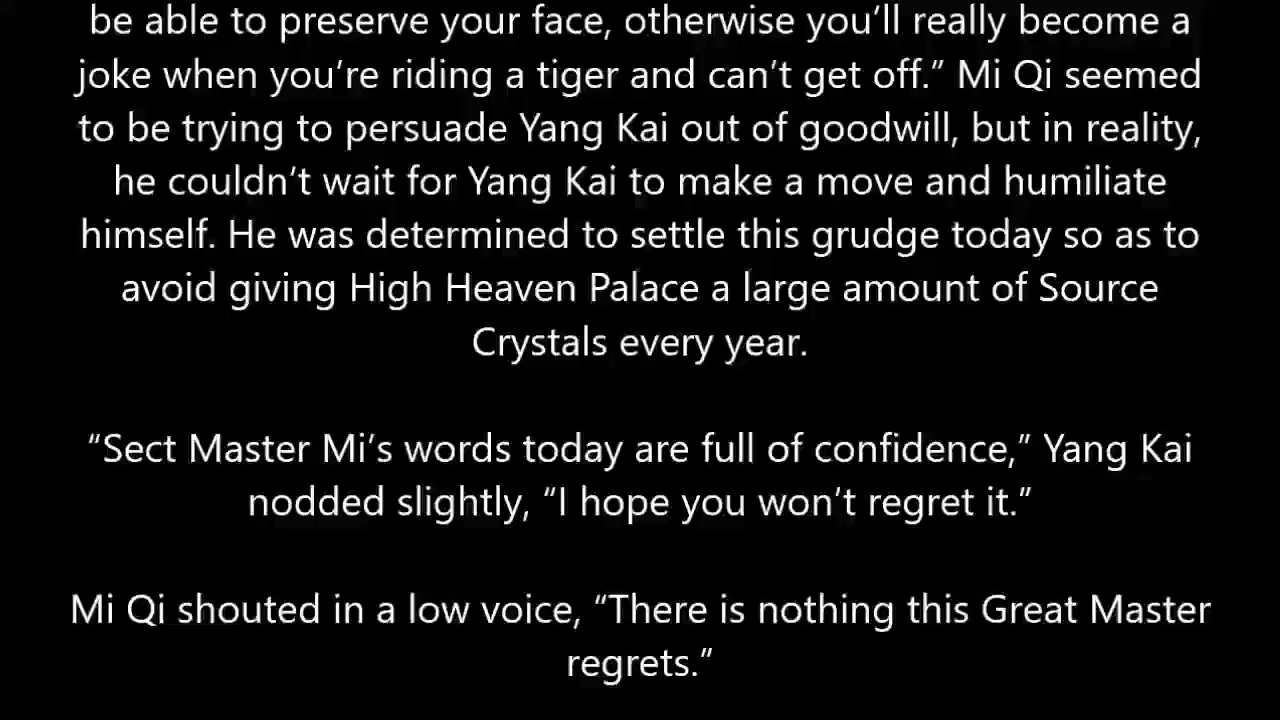 be able to preserve your face, otherwise you’ll really become a
joke when you’re riding a tiger and can’t get off.” Mi Qi seemed
to be trying to persuade Yang Kai out of goodwill, but in reality,
he couldn’t wait for Yang Kai to make a move and humiliate
himself. He was determined to settle this grudge today so as to
avoid giving High Heaven Palace a large amount of Source
Crystals every year.
“Sect Master Mi’s words today are full of confidence,” Yang Kai
nodded slightly, “I hope you won’t regret it.”
Mi Qi shouted in a low voice, “There is nothing this Great Master
regrets.”